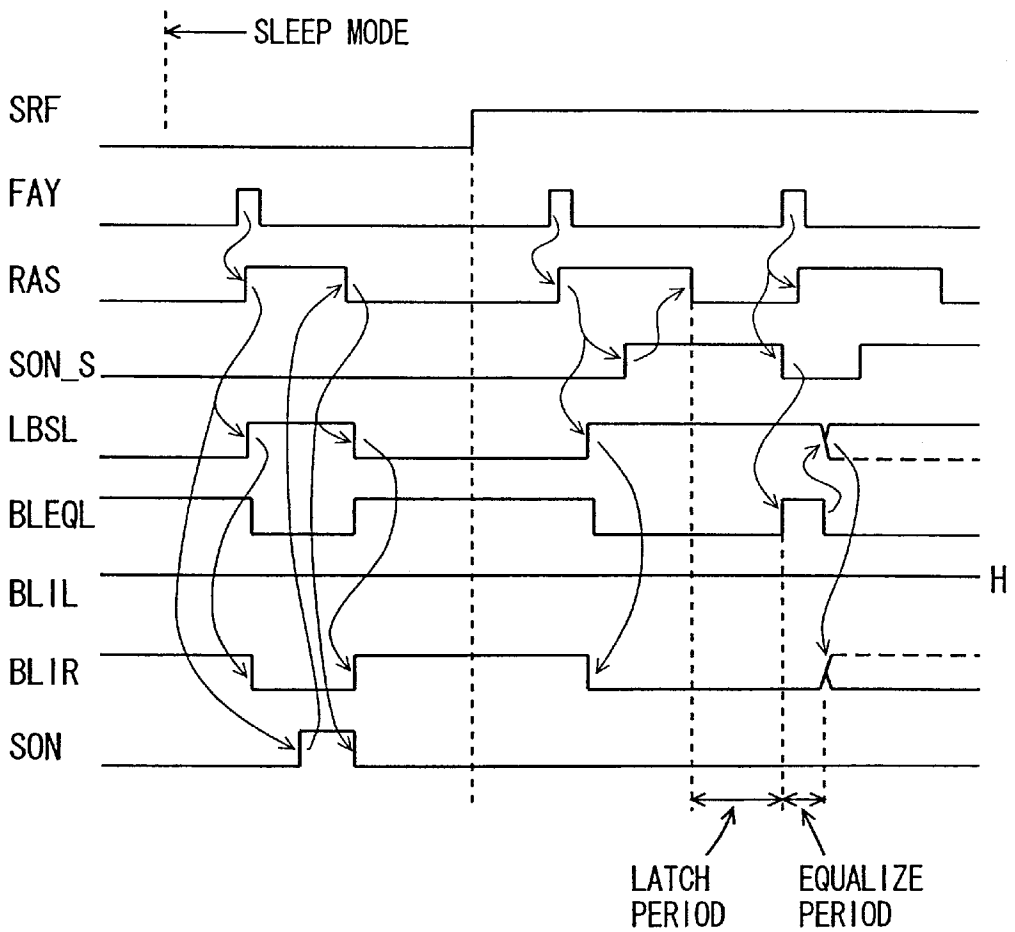 SLEEP MODE
SRF
FAY
RAS
SON_S
LBSL
BLEQL
BLIL
H
BLIR
SON
LATCH
PERIOD
EQUALIZE
PERIOD